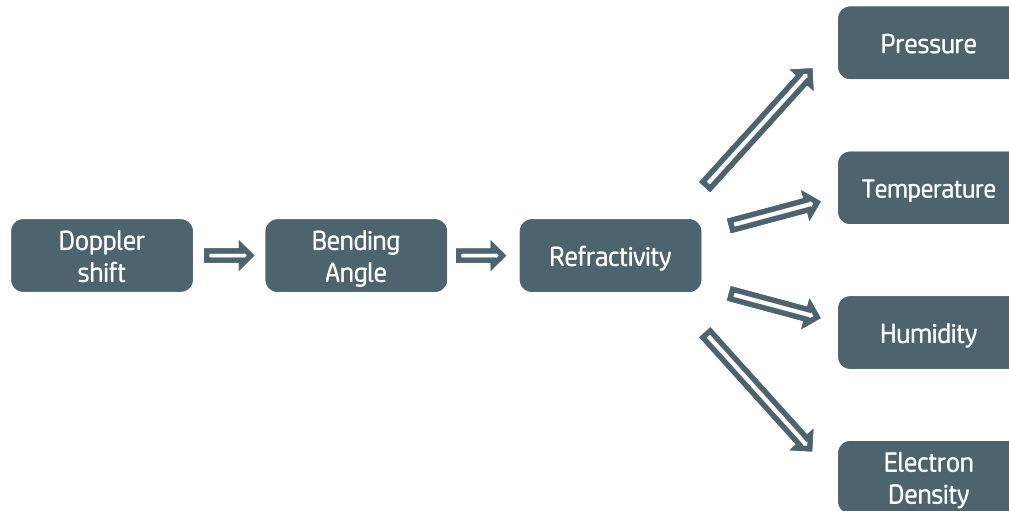 Doppler
shift
Bending
Angle
Refractivity
Pressure
Temperature
Humidity
Electron
Density